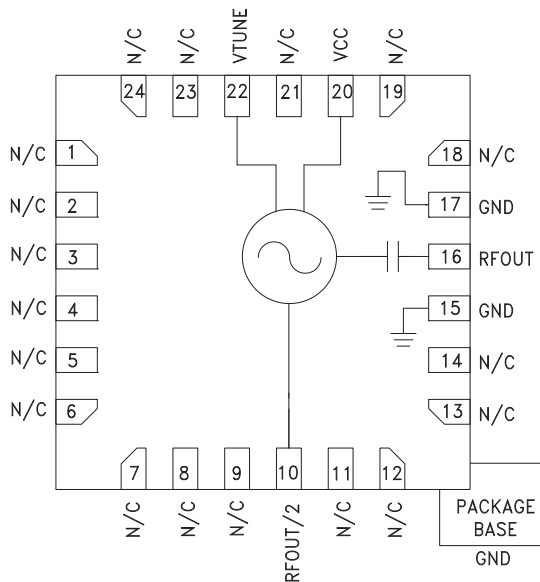 N/C
N/C
VTUNE
N/C
VCC
N/C
24
23
22
21
20
19
N/C 1
N/C 2
N/C 3
N/C 4
N/C 5
N/C 6
18 N/C
17 GND
16 RFOUT
15 GND
14 N/C
13 N/C
7
8
9
10
11
12
N/C
N/C
N/C
RFOUT/2
N/C
N/C
PACKAGE
BASE
GND